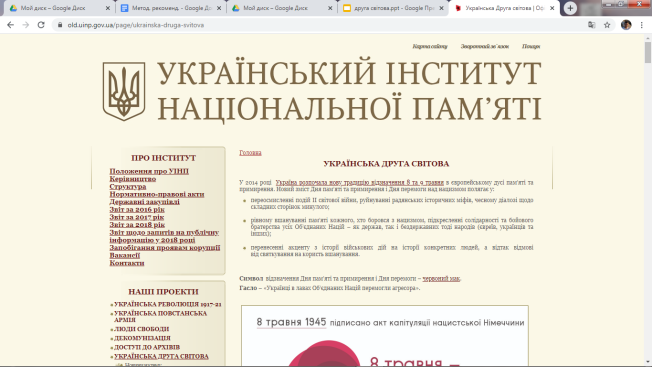 Мой диск – Google Диск
Метод. рекоменд. - Google До
Мой диск – Google Диск
друга світова.ppt - Google Пр
Українська Друга світова | Оф
old.uinp.gov.ua/page/ukrainska-druga-svitova
Карта сайту Зворотний зв`язок Пошук
УКРАЇНСЬКИЙ ІНСТИТУТ
НАЦІОНАЛЬНОЇ ПАМ’ЯТІ
ПРО ІНСТИТУТ
Положення про УІНП
Керівництво
Структура
Нормативно-правові акти
Державні закупівлі
Звіт за 2016 рік
Звіт за 2017 рік
Звіт за 2018 рік
Звіт щодо запитів на публічну
інформацію у 2018 році
Запобігання проявам корупції
Вакансії
Контакти
НАШІ ПРОЕКТИ
УКРАЇНСЬКА РЕВОЛЮЦІЯ 1917-21
УКРАЇНСЬКА ПОВСТАНСЬКА
АРМІЯ
ЛЮДИ СВОБОДИ
ДЕКОМУНІЗАЦІЯ
ДОСТУП ДО АРХІВІВ
УКРАЇНСЬКА ДРУГА СВІТОВА
Головна
УКРАЇНСЬКА ДРУГА СВІТОВА
У 2014 році Україна розпочала нову традицію відзначення 8 та 9 травня в європейському дусі пам'яті та
примирення. Новий зміст Дня пам'яті та примирення і Дня перемоги над нацизмом полягає у:
переосмисленні подій ІІ світової війни, руйнуванні радянських історичних міфів, чесному діалозі щодо
складних сторінок минулого;
рівному вшануванні пам'яті кожного, хто боровся з нацизмом, підкресленні солідарності та бойового
братерства усіх Об'єднаних Націй – як держав, так і бездержавних тоді народів (євреїв, українців та
інших);
перенесенні акценту з історії військових дій на історії конкретних людей, а відтак відмові
від святкування на користь вшанування.
Символ відзначення Дня пам'яті та примирення і Дня перемоги – червоний мак.
Гасло – «Українці в лавах Об'єднаних Націй перемогли агресора».
8 травня 1945 підписано акт капітуляції нацистської Німеччини
8 травня –